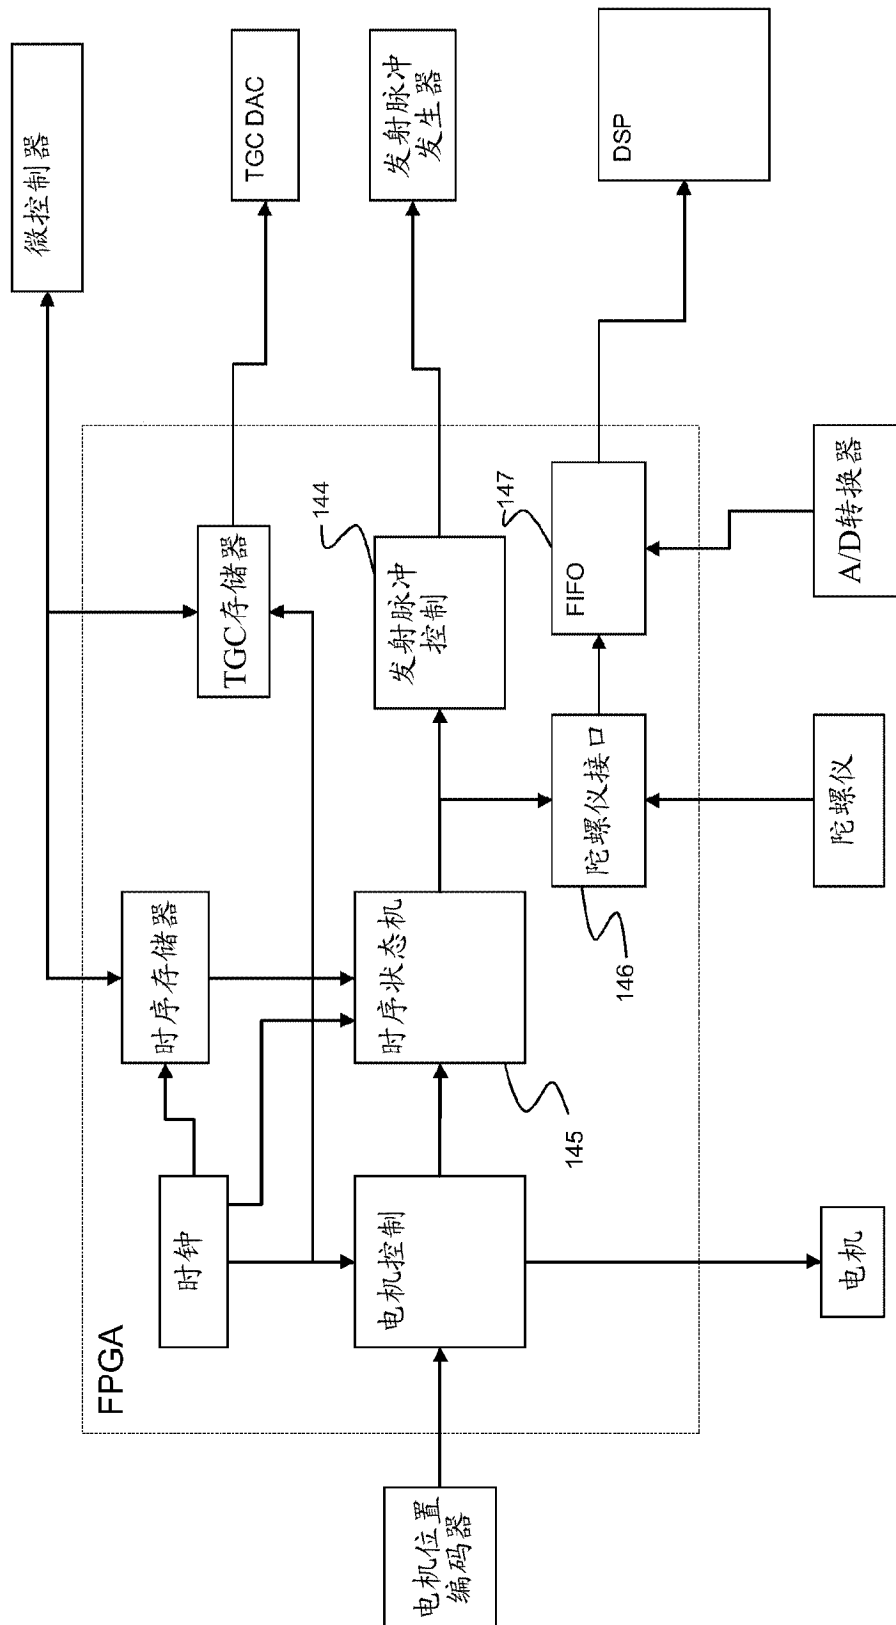 微控制器
TGC DAC
发射脉冲
发生器
DSP
FPGA
时钟
时序存储器
TGC存储器
电机位置
编码器
电机控制
时序状态机
145
发射脉冲
控制
144
陀螺仪接口
146
FIFO
147
电机
陀螺仪
A/D转换器